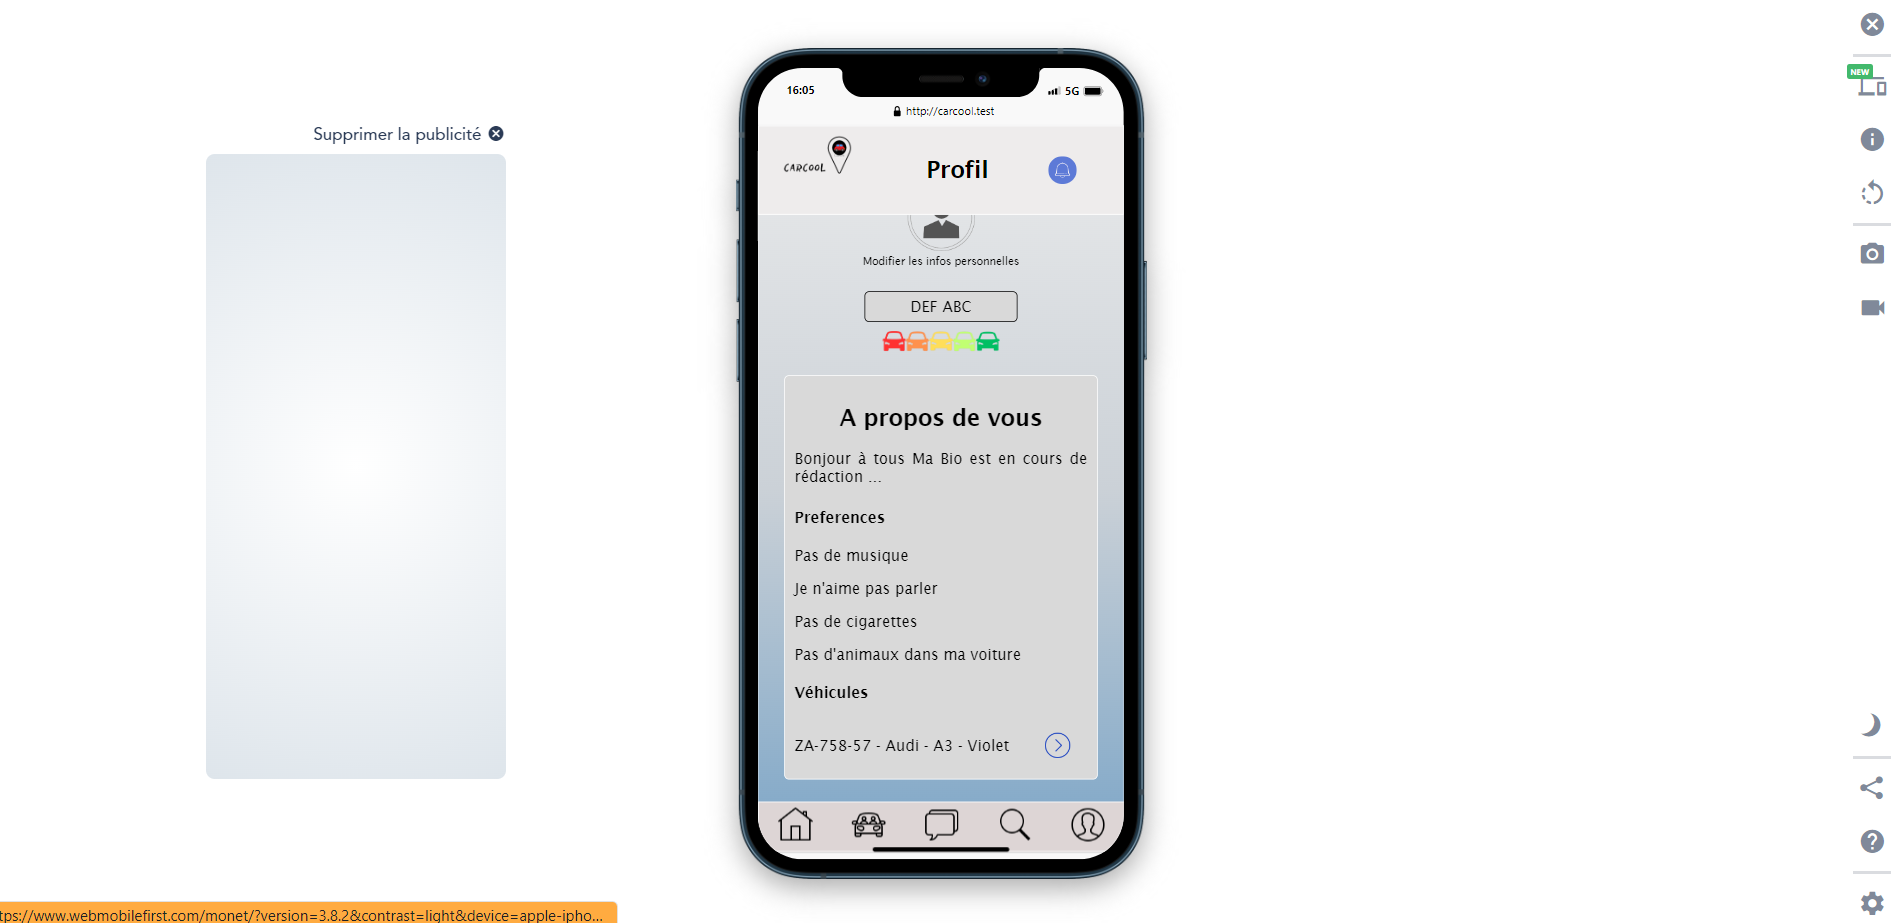 NEW
Supprimer la publicité
16:05
5G
http://carcool.test
CARCOOL
Profil
Modifier les infos personnelles
DEF ABC
A propos de vous
Bonjour à tous Ma Bio est en cours de
rédaction ...
Preferences
Pas de musique
Je n'aime pas parler
Pas de cigarettes
Pas d'animaux dans ma voiture
Véhicules
ZA-758-57 - Audi - A3 - Violet
tps://www.webmobilefirst.com/monet/?version=3.8.2&contrast=light&device=apple-ipho...